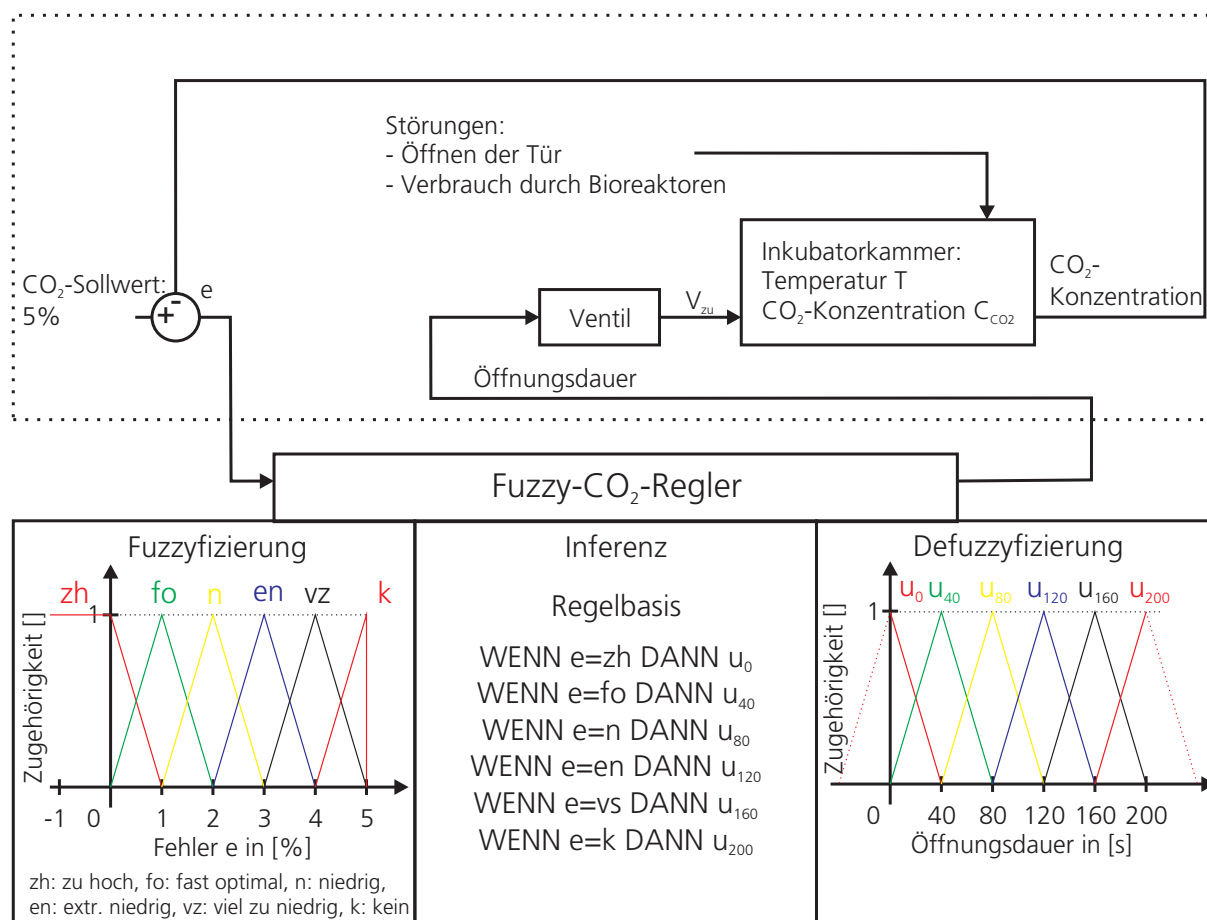 Störungen:
- Öffnen der Tür
- Verbrauch durch Bioreaktoren
CO₂-Sollwert:
5%
+
-
e
Ventil
V_zu
Inkubatorkammer:
Temperatur T
CO₂-Konzentration C_CO2
CO₂-
Konzentration
Öffnungsdauer
Fuzzy-CO₂-Regler
Fuzzyfizierung
zh fo n en vz k
1
Zugehörigkeit []
-1 0 1 2 3 4 5
Fehler e in [%]
zh: zu hoch, fo: fast optimal, n: niedrig,
en: extr. niedrig, vz: viel zu niedrig, k: kein
Inferenz
Regelbasis
WENN e=zh DANN u₀
WENN e=fo DANN u₄₀
WENN e=n DANN u₈₀
WENN e=en DANN u₁₂₀
WENN e=vs DANN u₁₆₀
WENN e=k DANN u₂₀₀
Defuzzyfizierung
u₀ u₄₀ u₈₀ u₁₂₀ u₁₆₀ u₂₀₀
1
Zugehörigkeit []
0 40 80 120 160 200
Öffnungsdauer in [s]